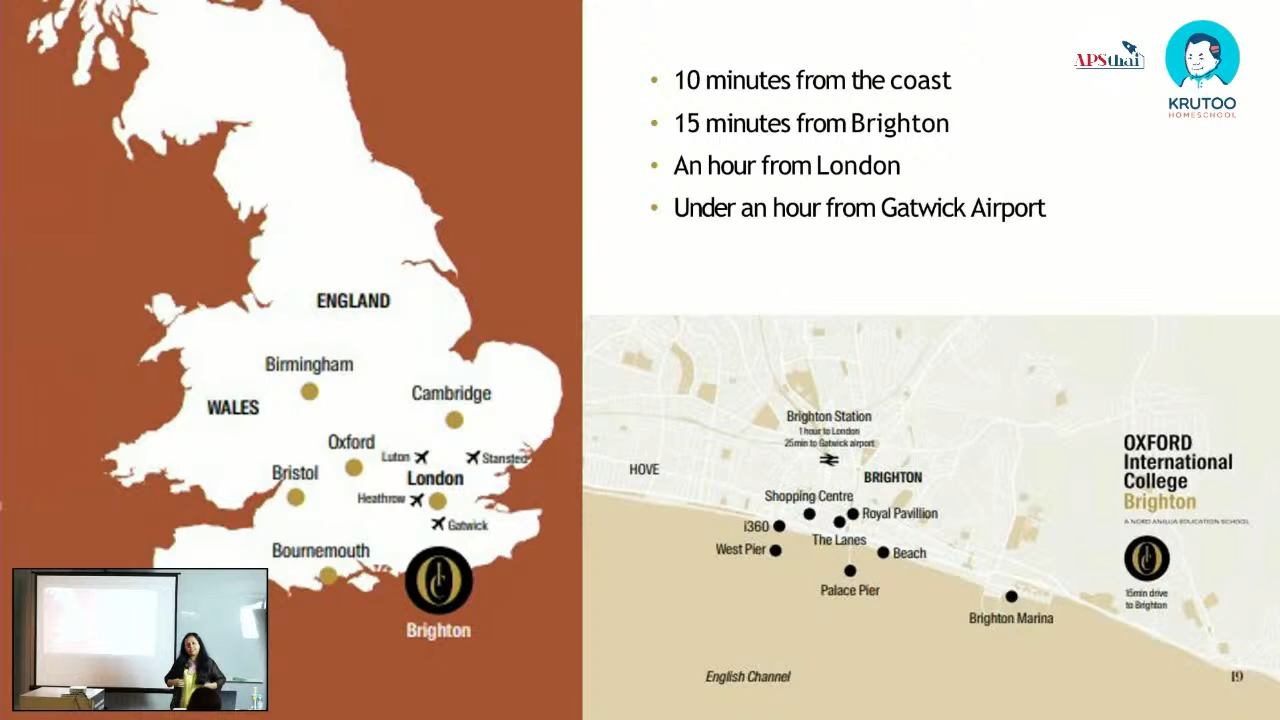 ENGLAND
Birmingham
Cambridge
WALES
Oxford
Luton
Stansted
Bristol
London
Heathrow
Gatwick
Bournemouth
Brighton
• 10 minutes from the coast
• 15 minutes from Brighton
• An hour from London
• Under an hour from Gatwick Airport
APSthai
KRUTOO
HOMESCHOOL
Brighton Station
1 hour to London
25min to Gatwick airport
HOVE
BRIGHTON
Shopping Centre
Royal Pavillion
i360
The Lanes
West Pier
Beach
Palace Pier
Brighton Marina
English Channel
OXFORD
International
College
Brighton
A NORD ANGLIA EDUCATION SCHOOL
15min drive
to Brighton
19